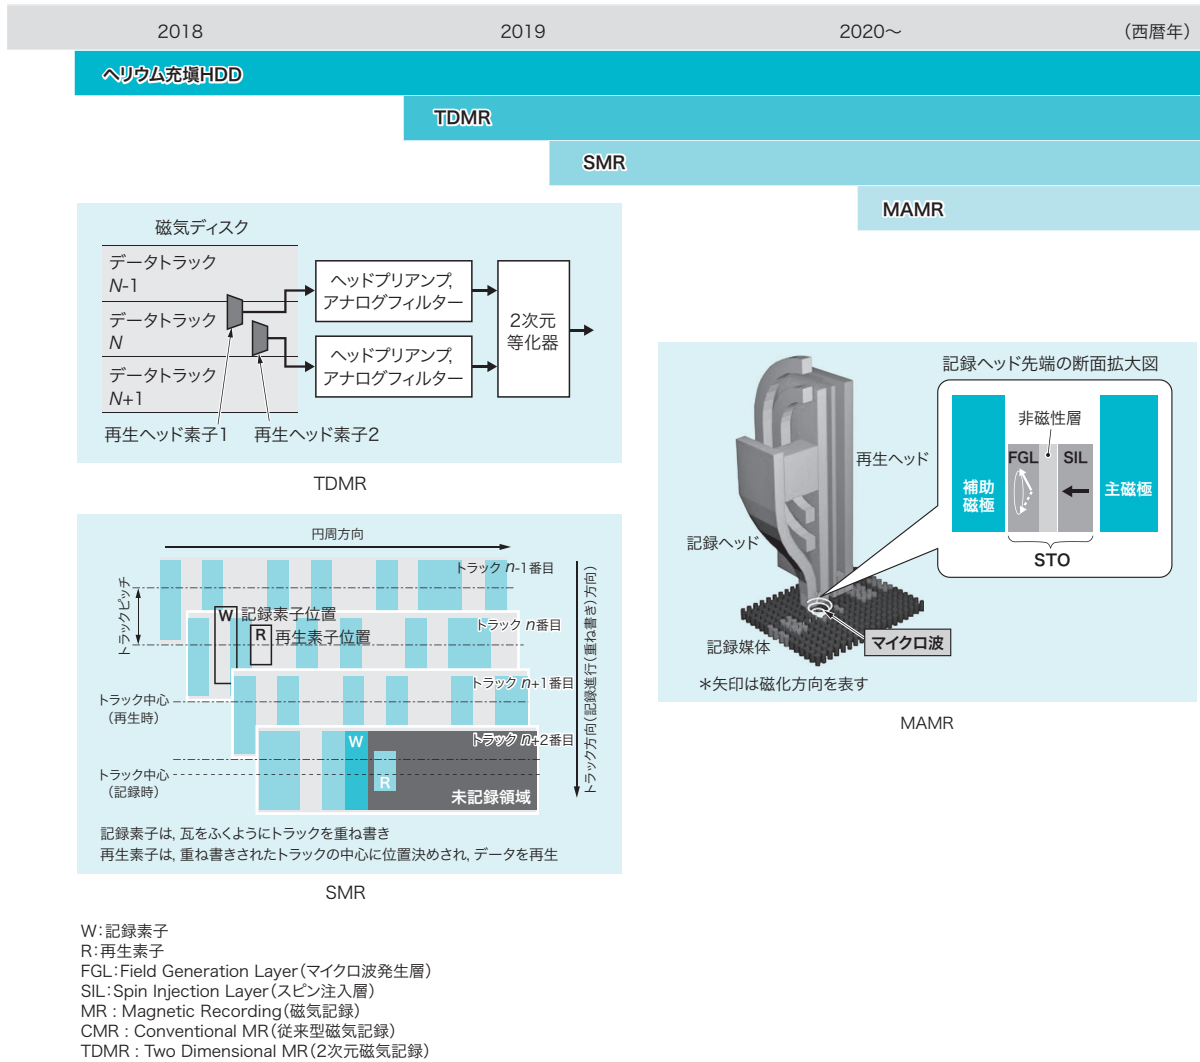 2018
2019
2020～
（西暦年）
ヘリウム充塡HDD
TDMR
SMR
MAMR
磁気ディスク
データトラック
N-1
データトラック
N
データトラック
N+1
ヘッドプリアンプ,
アナログフィルター
ヘッドプリアンプ,
アナログフィルター
2次元
等化器
再生ヘッド素子1
再生ヘッド素子2
TDMR
円周方向
トラック n-1番目
トラックピッチ
W
記録素子位置
R
再生素子位置
トラック n番目
トラック n+1番目
トラック中心
（再生時）
トラック n+2番目
W
R
トラック中心
（記録時）
未記録領域
トラック方向（記録進行（重ね書き）方向）
記録素子は, 瓦をふくようにトラックを重ね書き
再生素子は, 重ね書きされたトラックの中心に位置決めされ, データを再生
SMR
記録ヘッド先端の断面拡大図
非磁性層
FGL
SIL
補助
磁極
主磁極
STO
再生ヘッド
記録ヘッド
記録媒体
マイクロ波
＊矢印は磁化方向を表す
MAMR
W：記録素子
R：再生素子
FGL：Field Generation Layer（マイクロ波発生層）
SIL：Spin Injection Layer（スピン注入層）
MR : Magnetic Recording（磁気記録）
CMR : Conventional MR（従来型磁気記録）
TDMR : Two Dimensional MR（2次元磁気記録）